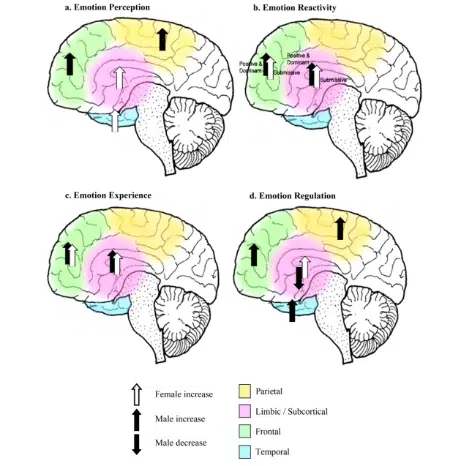 a. Emotion Perception
b. Emotion Reactivity
Positive &
Dominant
Submissive
Positive &
Dominant
Submissive
c. Emotion Experience
d. Emotion Regulation
Female increase
Male increase
Male decrease
Parietal
Limbic / Subcortical
Frontal
Temporal